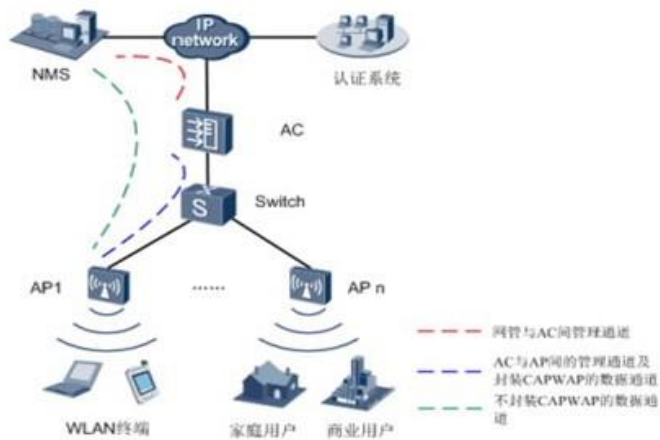 IP
network
NMS
认证系统
AC
Switch
S
AP1
......
AP n
WLAN终端
家庭用户
商业用户
网管与AC间管理通道
AC与AP间的管理通道及
封装CAPWAP的数据通道
不封装CAPWAP的数据通
道